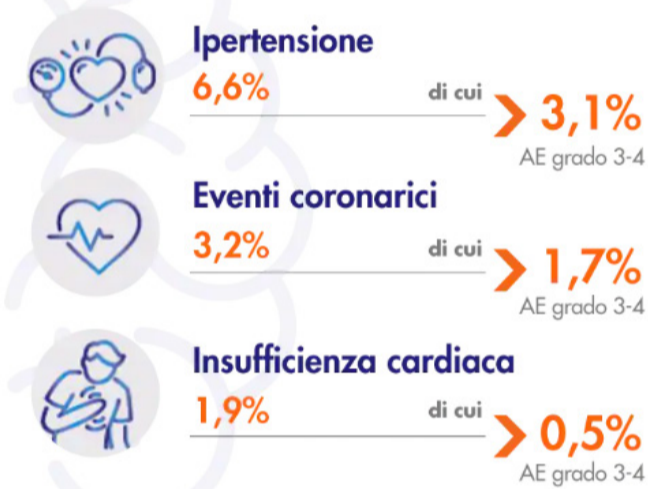 Ipertensione
6,6% di cui 3,1%
AE grado 3-4
Eventi coronarici
3,2% di cui 1,7%
AE grado 3-4
Insufficienza cardiaca
1,9% di cui 0,5%
AE grado 3-4